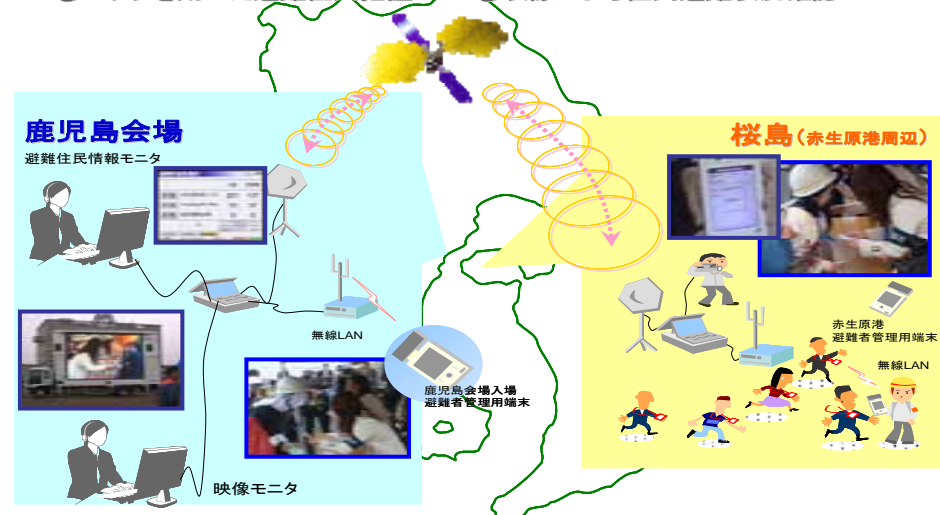 鹿児島会場
避難住民情報モニタ
無線LAN
鹿児島会場入場
避難者管理用端末
映像モニタ
桜島(赤生原港周辺)
赤生原港
避難者管理用端末
無線LAN